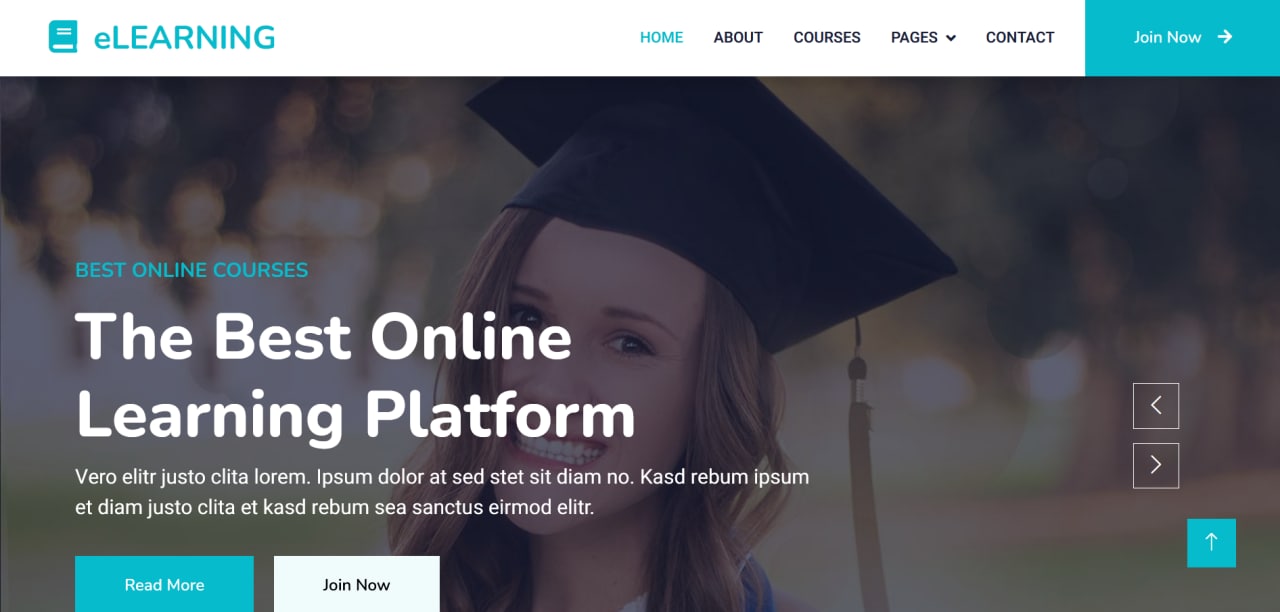 eLEARNING
HOME ABOUT COURSES PAGES CONTACT Join Now
BEST ONLINE COURSES
The Best Online
Learning Platform
Vero elitr justo clita lorem. Ipsum dolor at sed stet sit diam no. Kasd rebum ipsum
et diam justo clita et kasd rebum sea sanctus eirmod elitr.
Read More Join Now